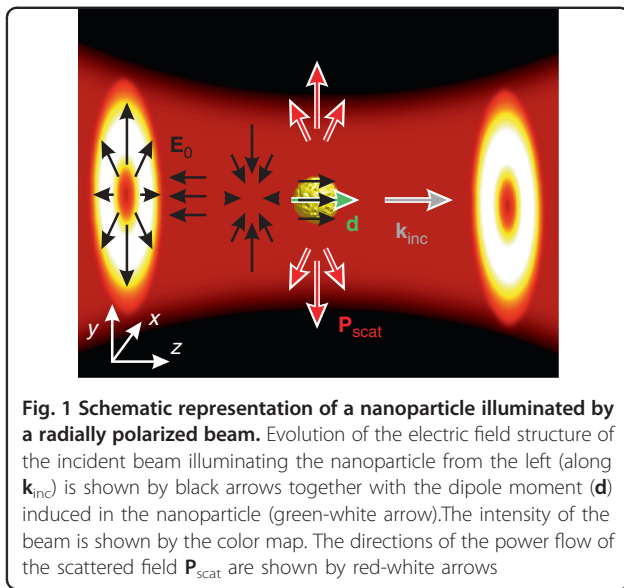 E0
d
kinc
Pscat
y
x
z
Fig. 1 Schematic representation of a nanoparticle illuminated by
a radially polarized beam. Evolution of the electric field structure of
the incident beam illuminating the nanoparticle from the left (along
kinc) is shown by black arrows together with the dipole moment (d)
induced in the nanoparticle (green-white arrow).The intensity of the
beam is shown by the color map. The directions of the power flow of
the scattered field Pscat are shown by red-white arrows